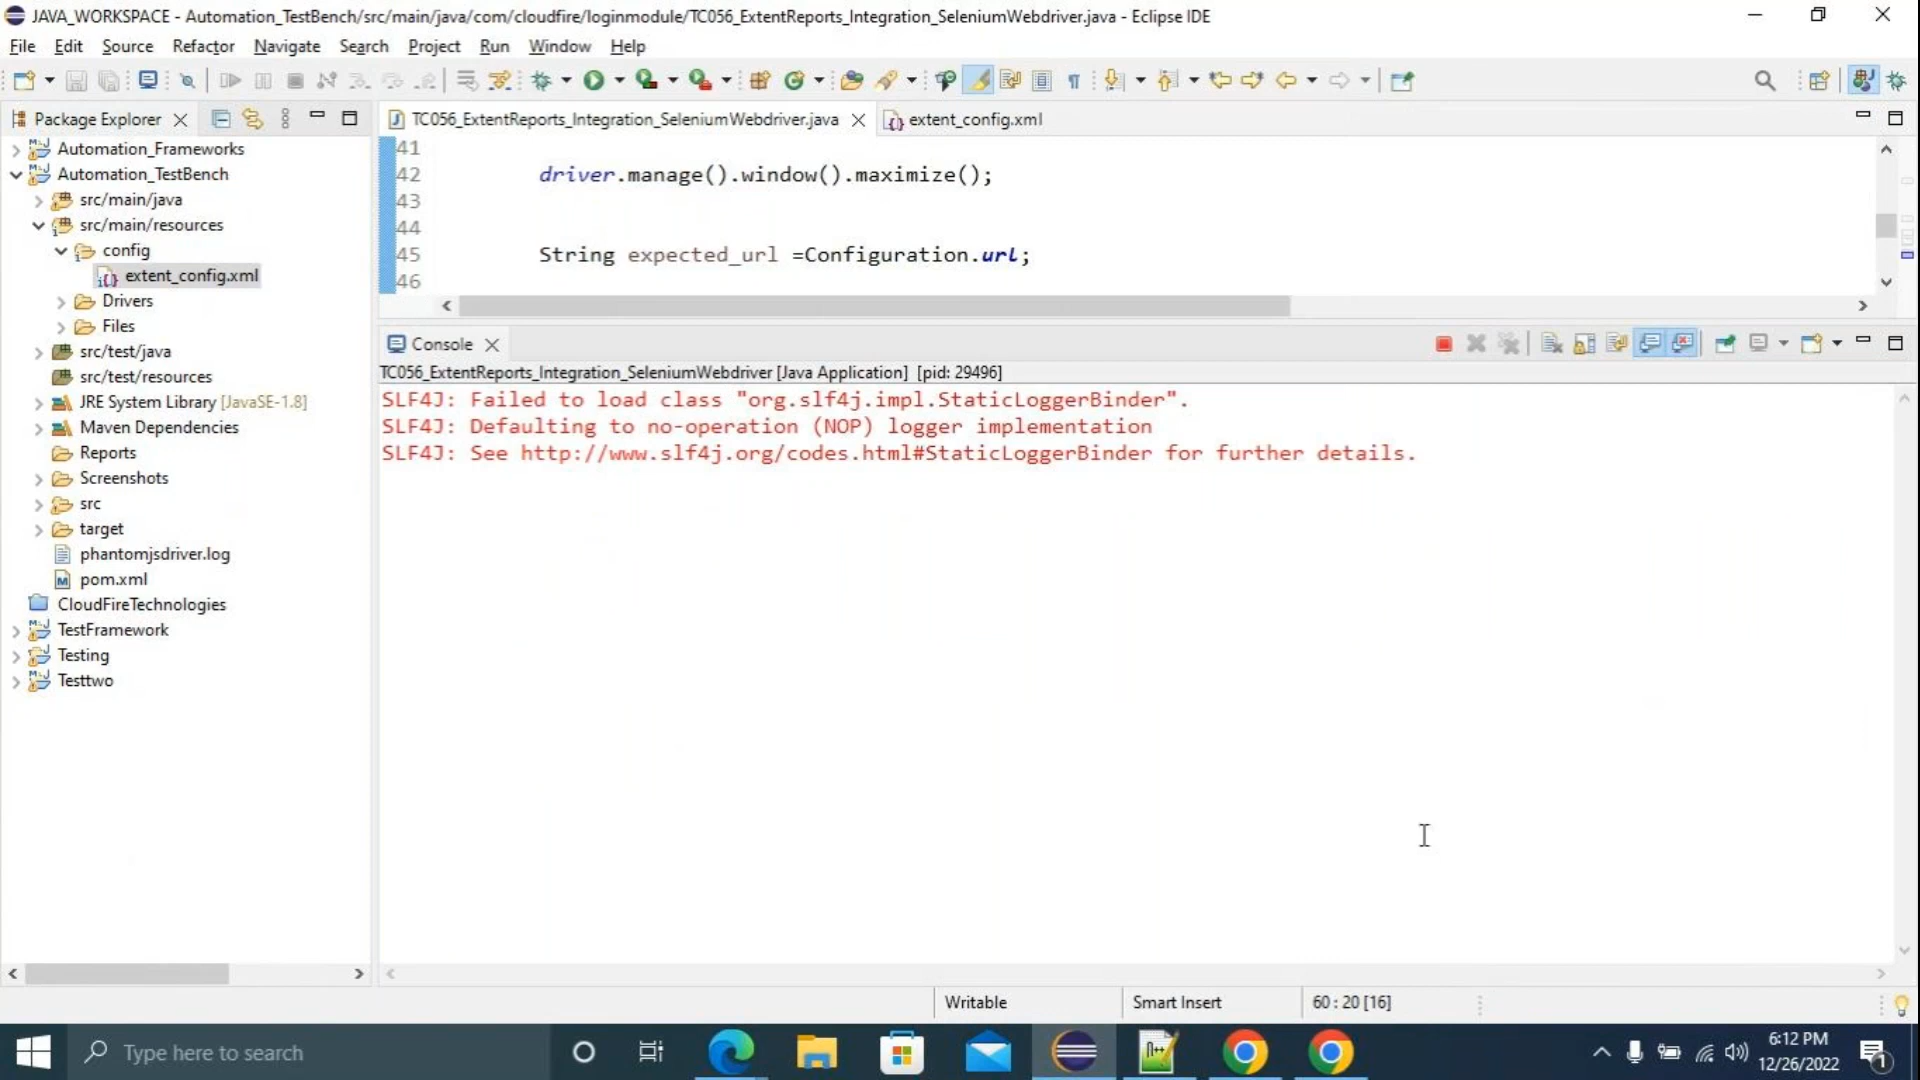 JAVA_WORKSPACE - Automation_TestBench/src/main/java/com/cloudfire/loginmodule/TC056_ExtentReports_Integration_SeleniumWebdriver.java - Eclipse IDE
File Edit Source Refactor Navigate Search Project Run Window Help
Package Explorer
Automation_Frameworks
Automation_TestBench
src/main/java
src/main/resources
config
extent_config.xml
Drivers
Files
src/test/java
src/test/resources
JRE System Library [JavaSE-1.8]
Maven Dependencies
Reports
Screenshots
src
target
phantomjsdriver.log
pom.xml
CloudFireTechnologies
TestFramework
Testing
Testtwo
TC056_ExtentReports_Integration_SeleniumWebdriver.java extent_config.xml
41
42 driver.manage().window().maximize();
43
44
45 String expected_url =Configuration.url;
46
Console
TC056_ExtentReports_Integration_SeleniumWebdriver [Java Application] [pid: 29496]
SLF4J: Failed to load class "org.slf4j.impl.StaticLoggerBinder".
SLF4J: Defaulting to no-operation (NOP) logger implementation
SLF4J: See http://www.slf4j.org/codes.html#StaticLoggerBinder for further details.
Writable Smart Insert 60 : 20 [16]
Type here to search
6:12 PM
12/26/2022
1